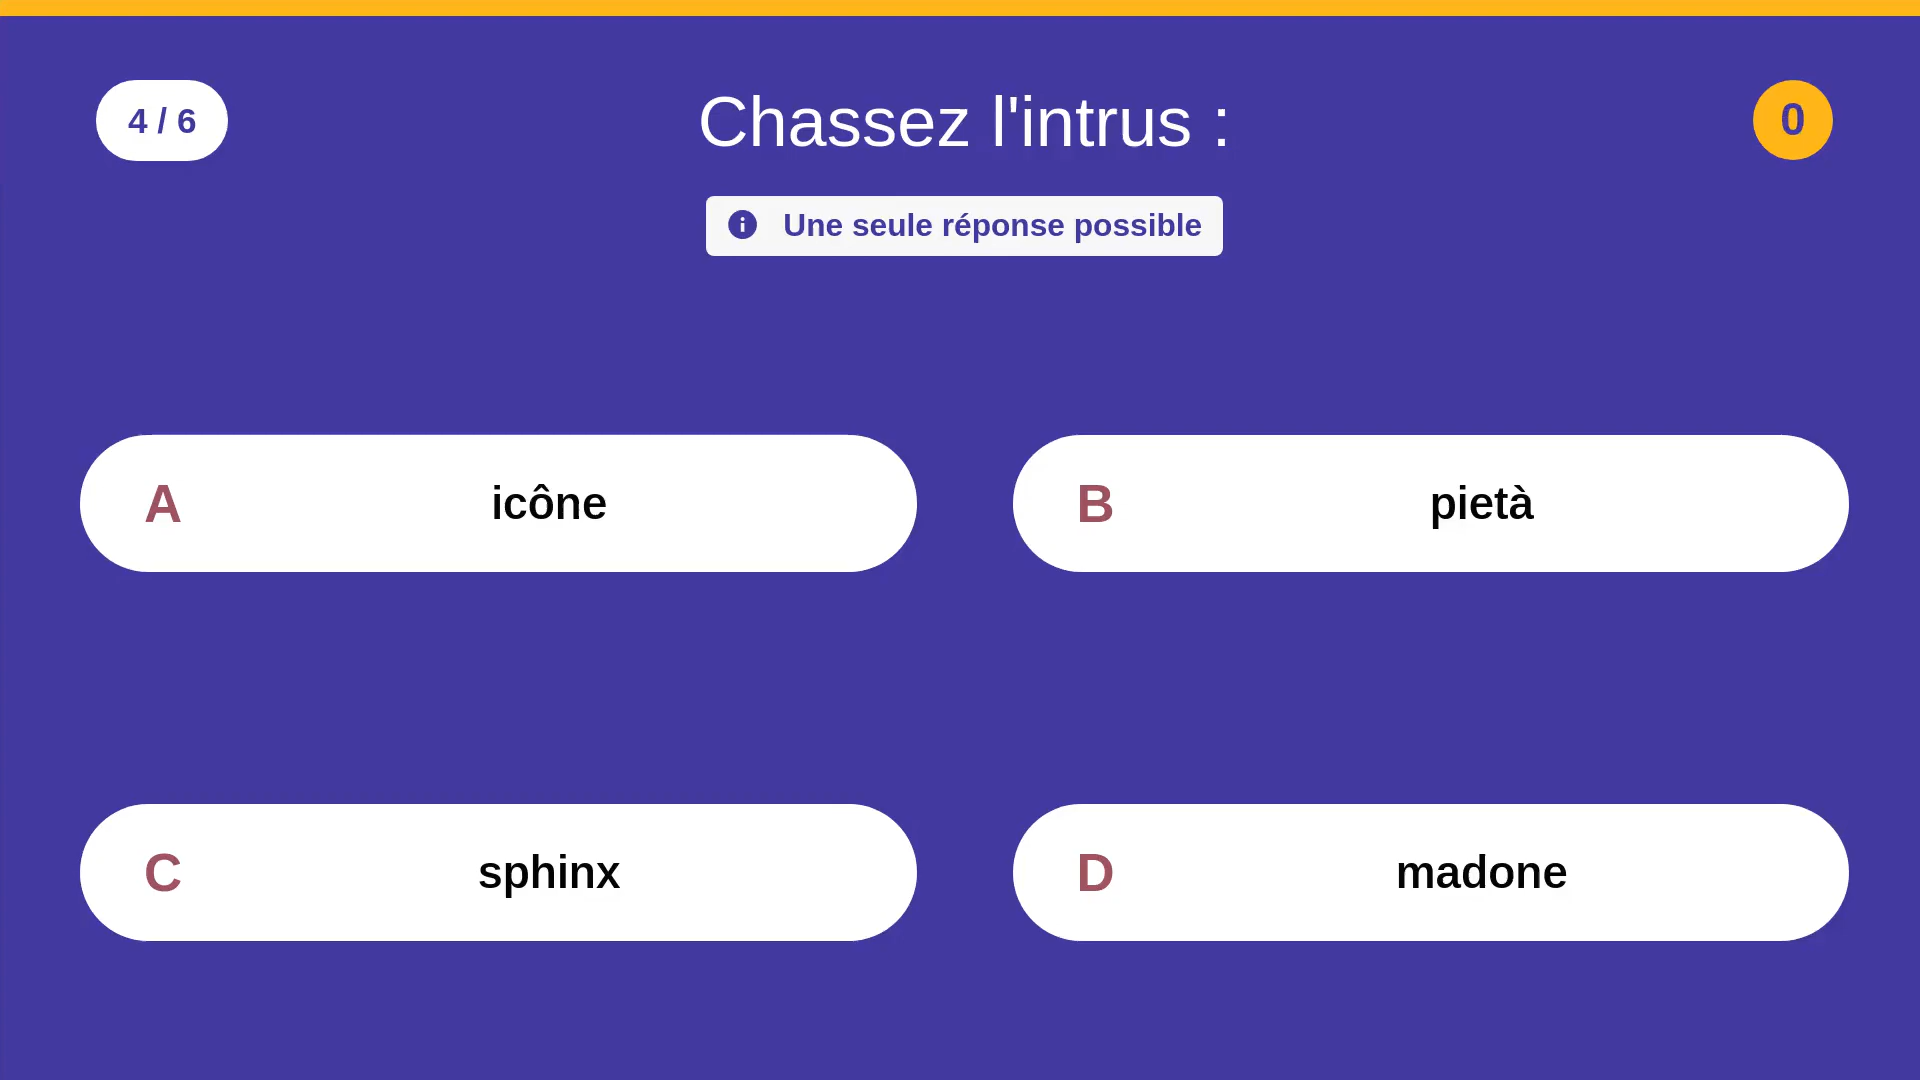 4 / 6
Chassez l'intrus :
0
Une seule réponse possible
A icône
B pietà
C sphinx
D madone